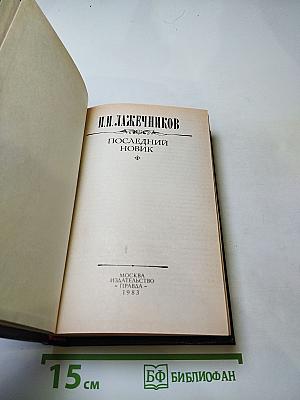 И.И. ЛАЖЕЧНИКОВ
ПОСЛЕДНИЙ
НОВИК
МОСКВА
ИЗДАТЕЛЬСТВО
«ПРАВДА»
1983
15 см
БФ БИБЛИОФАН